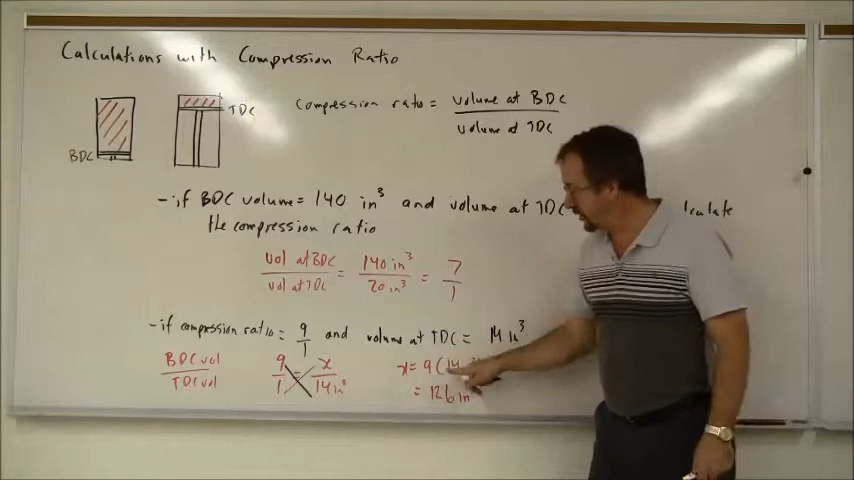 Calculations with Compression Ratio
TDC
BDC
Compression ratio = volume at BDC
volume at TDC
-if BDC volume = 140 in³ and volume at TDC
the compression ratio
vol at BDC / vol at TDC = 140 in³ / 20 in³ = 7 / 1
-if compression ratio = 9/1 and volume at TDC = 14 in³
BDC vol / TDC vol 9 / 1 = x / 14 in³ x = 9(14
= 126 in